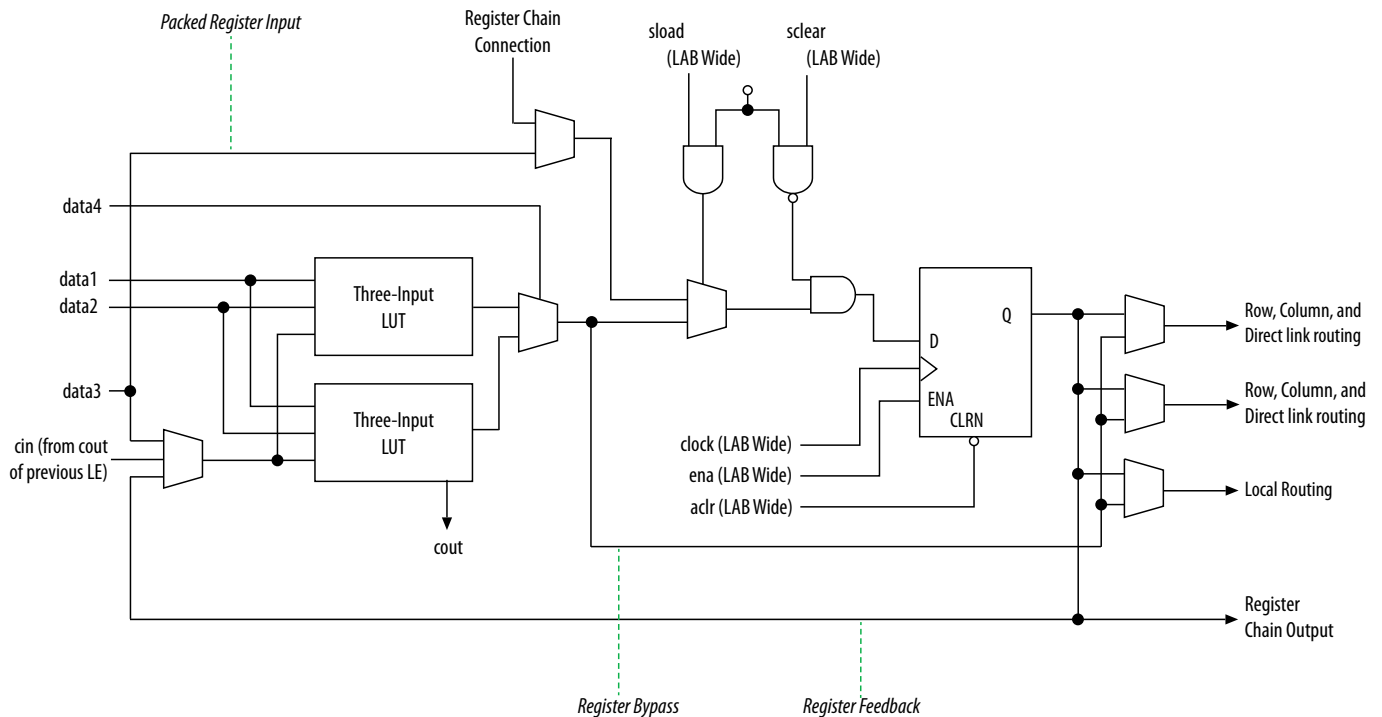 Packed Register Input
Register Chain
Connection
sload
(LAB Wide)
sclear
(LAB Wide)
data4
data1
data2
Three-Input
LUT
data3
Three-Input
LUT
cin (from cout
of previous LE)
cout
Q
D
ENA
CLRN
clock (LAB Wide)
ena (LAB Wide)
aclr (LAB Wide)
Row, Column, and
Direct link routing
Row, Column, and
Direct link routing
Local Routing
Register
Chain Output
Register Bypass
Register Feedback